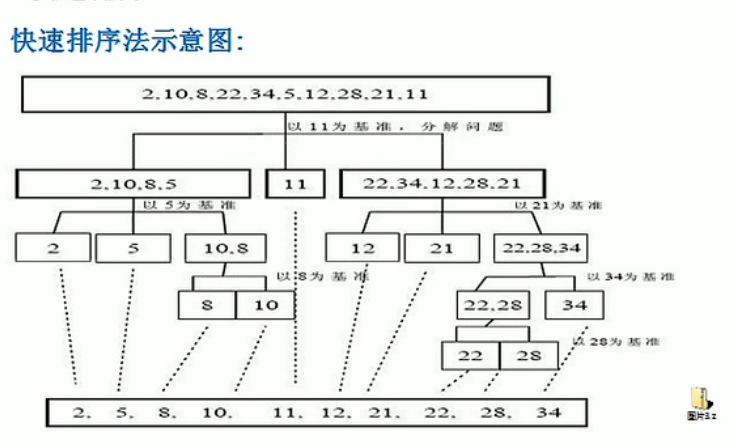 快速排序法示意图:
2,10,8,22,34,5,12,28,21,11
以11为基准，分解问题
2,10,8,5
11
22,34,12,28,21
以5为基准
以21为基准
2
5
10,8
12
21
22,28,34
以8为基准
以34为基准
8
10
22,28
34
以28为基准
22
28
2, 5, 8, 10, 11, 12, 21, 22, 28, 34